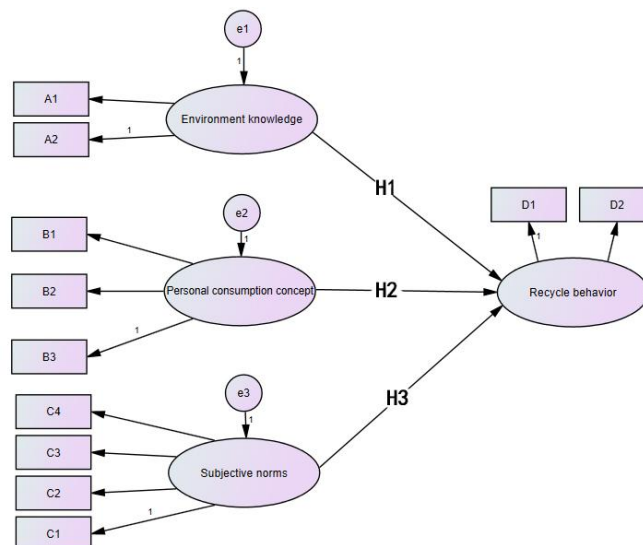 e1
1
A1
A2
1
Environment knowledge
H1
D1
D2
1
e2
1
B1
B2
B3
1
Personal consumption concept
H2
Recycle behavior
e3
1
C4
C3
C2
C1
1
Subjective norms
H3